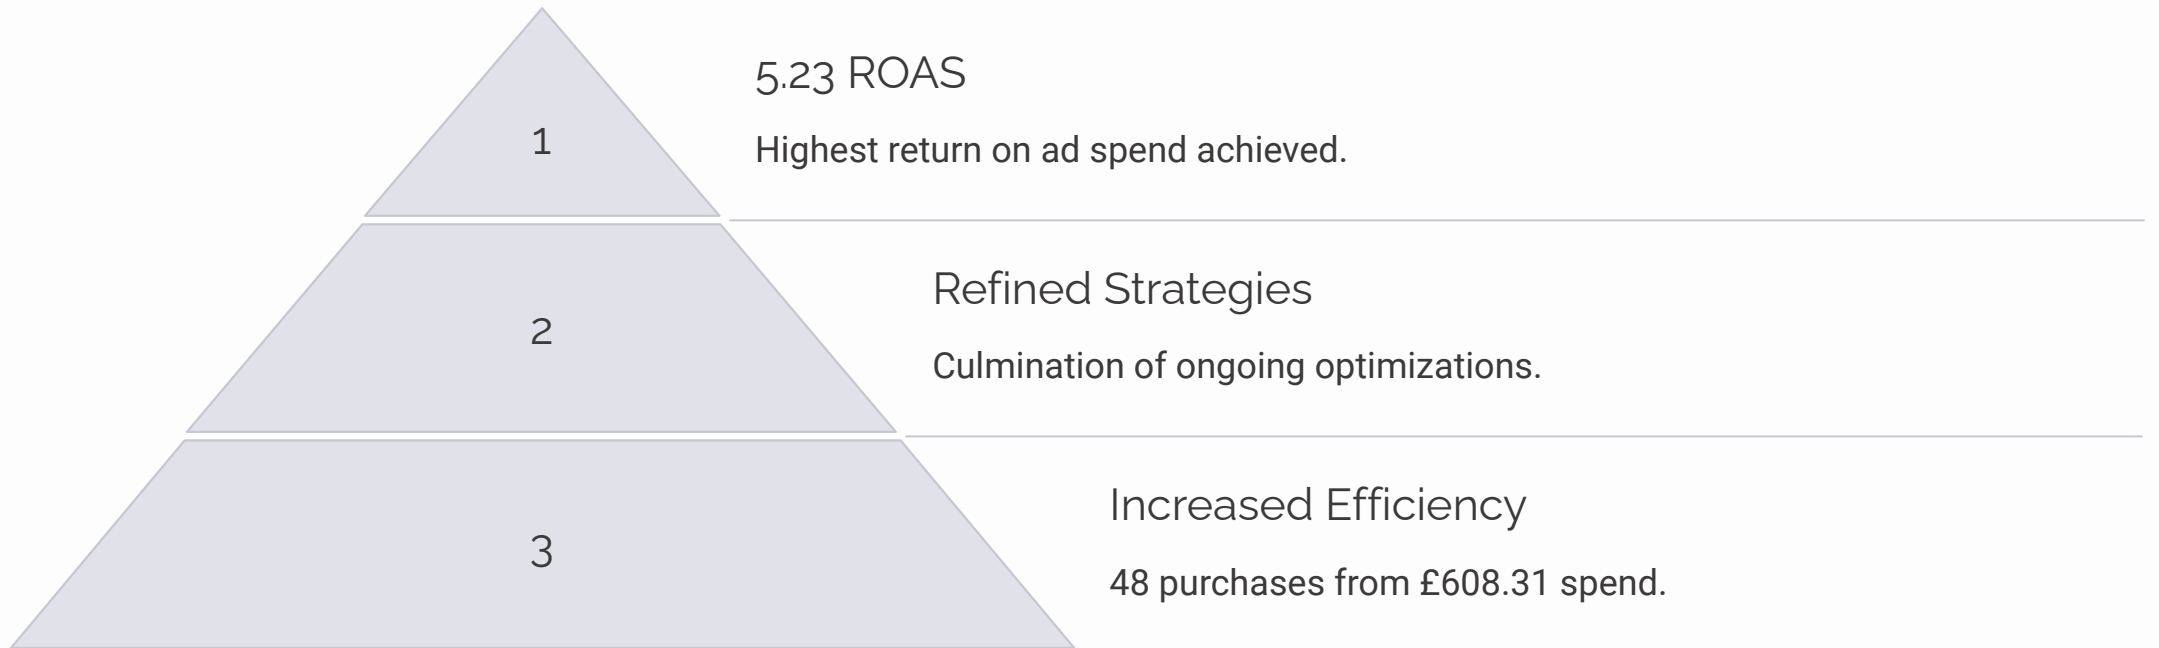 1
5.23 ROAS
Highest return on ad spend achieved.
2
Refined Strategies
Culmination of ongoing optimizations.
3
Increased Efficiency
48 purchases from £608.31 spend.